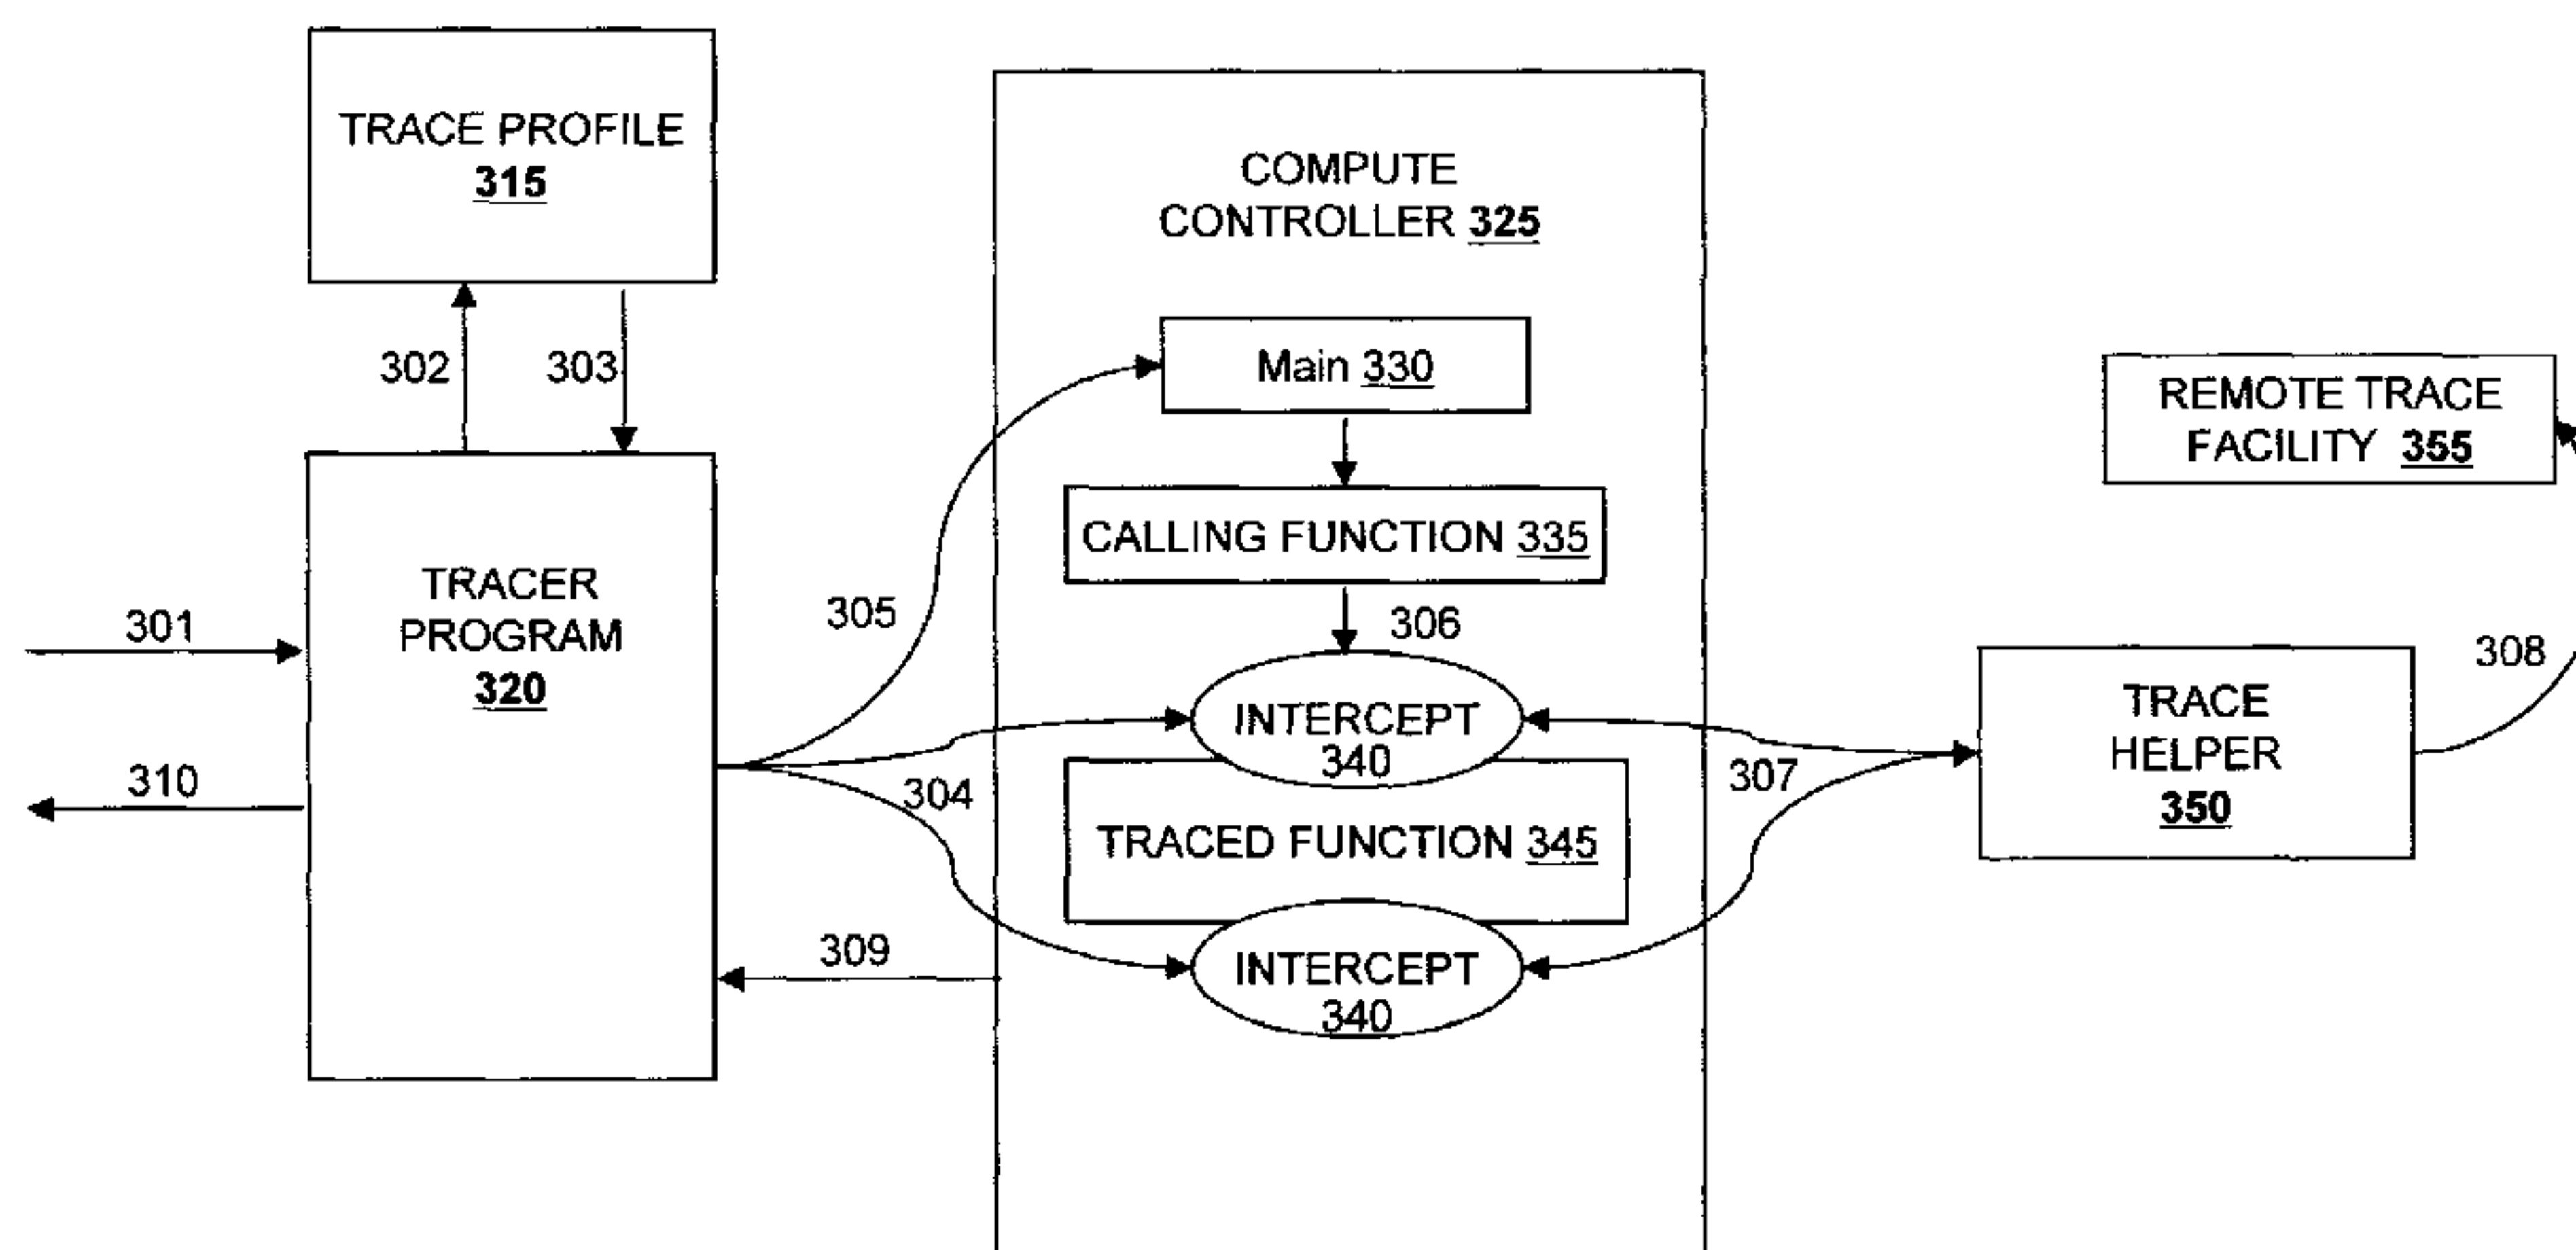 TRACE PROFILE
315
302
303
TRACER
PROGRAM
320
301
310
305
304
309
COMPUTE
CONTROLLER 325
Main 330
CALLING FUNCTION 335
306
INTERCEPT
340
TRACED FUNCTION 345
INTERCEPT
340
307
REMOTE TRACE
FACILITY 355
TRACE
HELPER
350
308